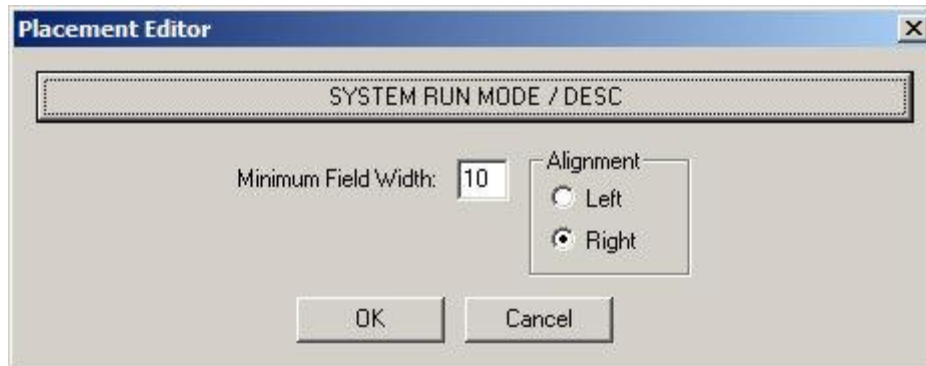 Placement Editor
SYSTEM RUN MODE / DESC
Minimum Field Width: 10
Alignment
Left
Right
OK Cancel